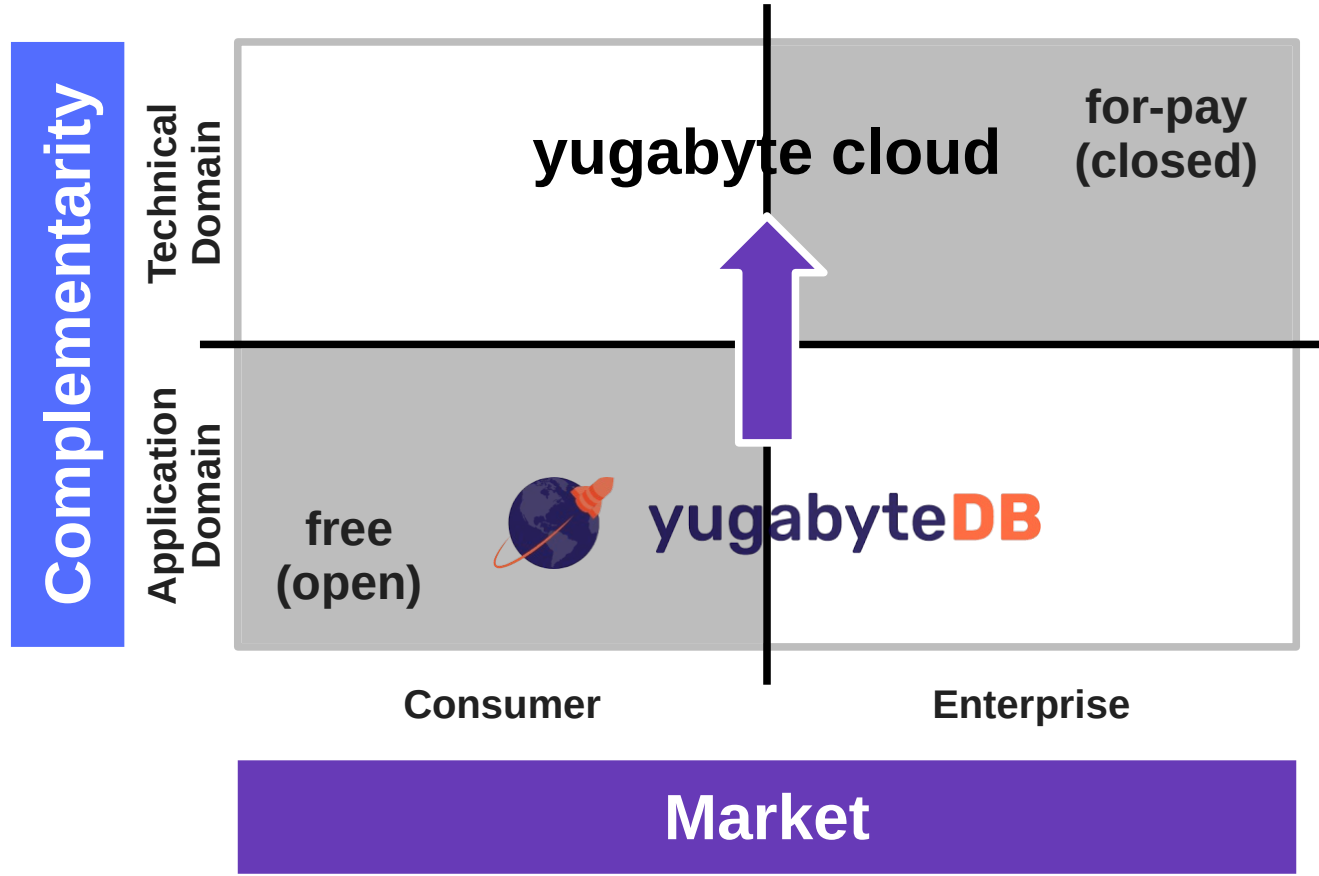 Complementarity
Technical
Domain
Application
Domain
yugabyte cloud
for-pay
(closed)
free
(open)
yugabyteDB
Consumer
Enterprise
Market